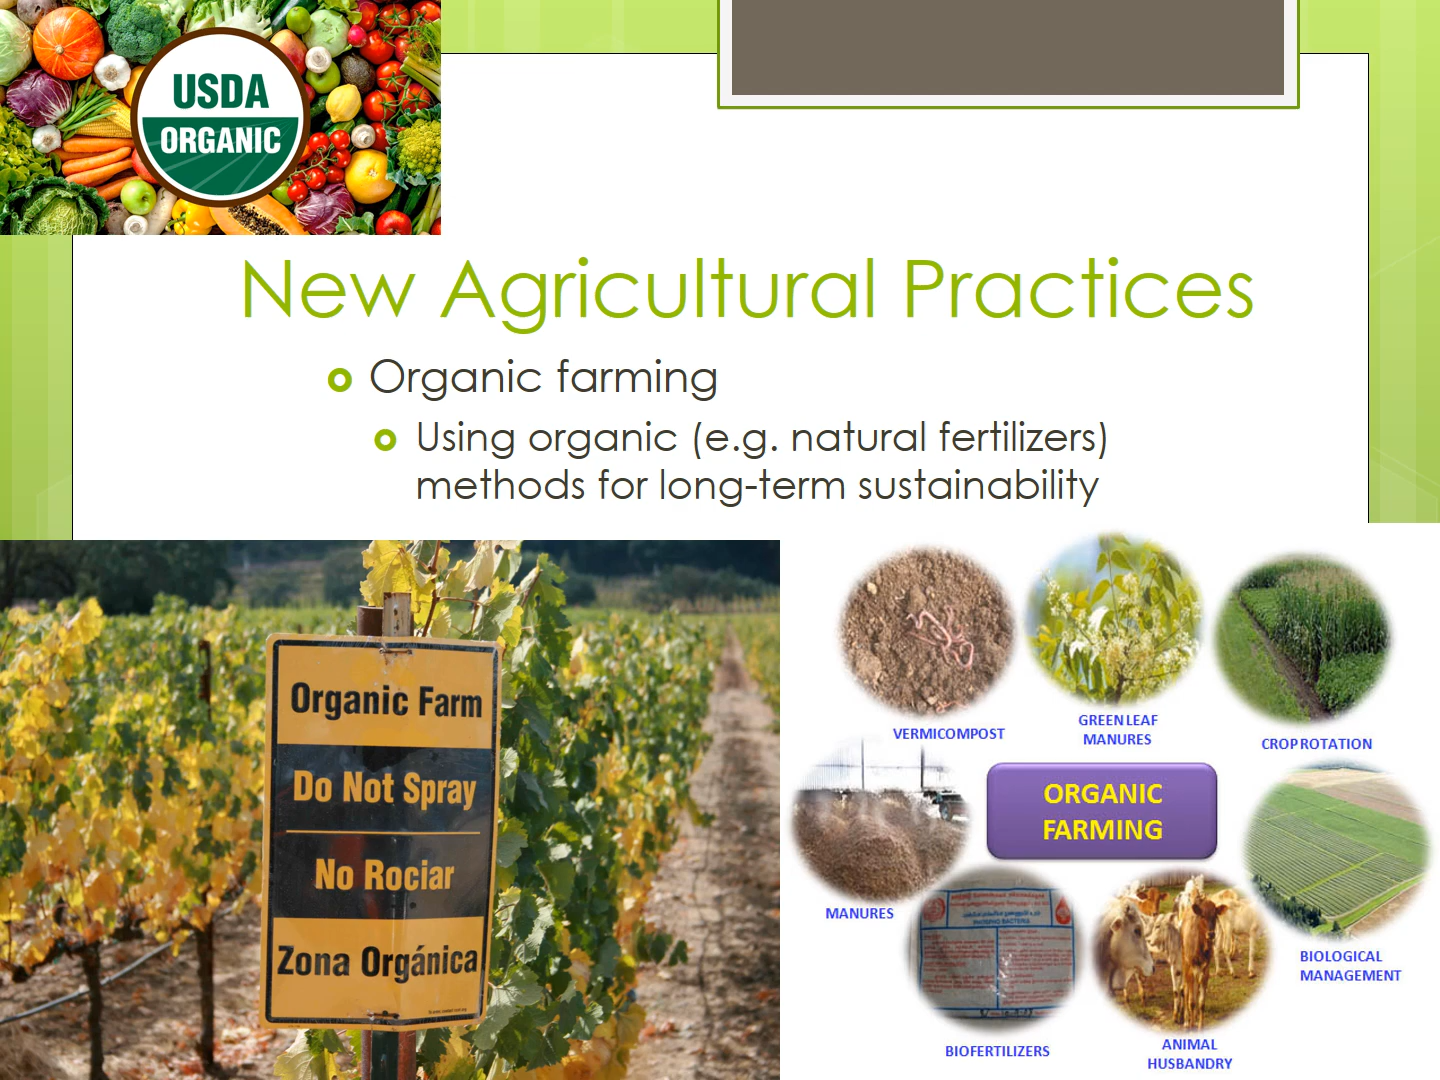 USDA
ORGANIC
New Agricultural Practices
Organic farming
Using organic (e.g. natural fertilizers)
methods for long-term sustainability
Organic Farm
Do Not Spray
No Rociar
Zona Orgánica
VERMICOMPOST
GREEN LEAF
MANURES
CROP ROTATION
ORGANIC
FARMING
MANURES
BIOLOGICAL
MANAGEMENT
BIOFERTILIZERS
ANIMAL
HUSBANDRY